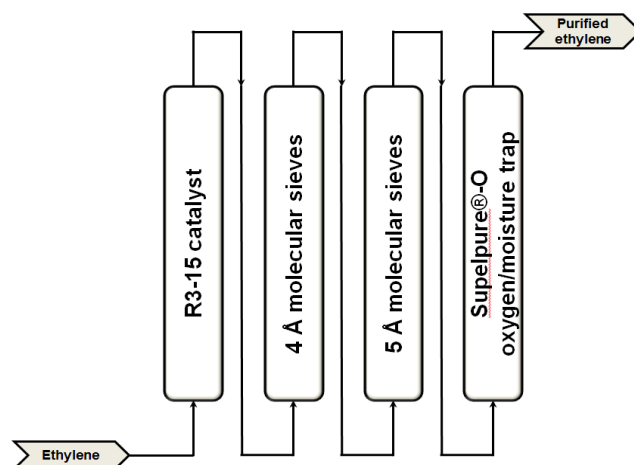 Purified
ethylene
R3-15 catalyst
4 Å molecular sieves
5 Å molecular sieves
Supelpure®-O
oxygen/moisture trap
Ethylene